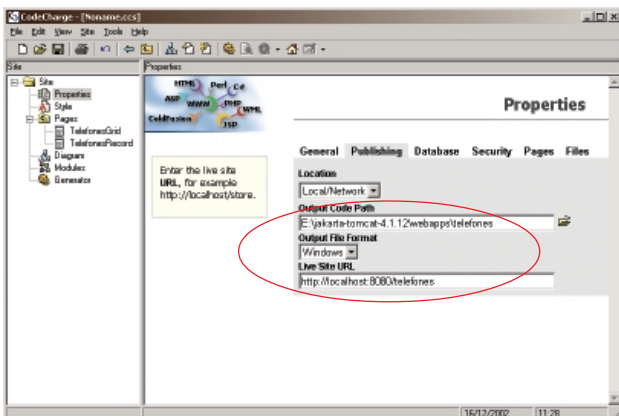 CodeCharge - [Noname.ccs]
File Edit View Site Tools Help
Site
Properties
Site
Properties
Style
Pages
TelefonesGrid
TelefonesRecord
Diagram
Modules
Generator
HTML Perl C#
ASP WWW PHP WML
ColdFusion JSP
Properties
General Publishing Database Security Pages Files
Enter the live site
URL, for example
http://localhost/store.
Location
Local/Network
Output Code Path
E:\jakarta-tomcat-4.1.12\webapps\telefones
Output File Format
Windows
Live Site URL
http://localhost:8080/telefones
16/12/2002 11:28